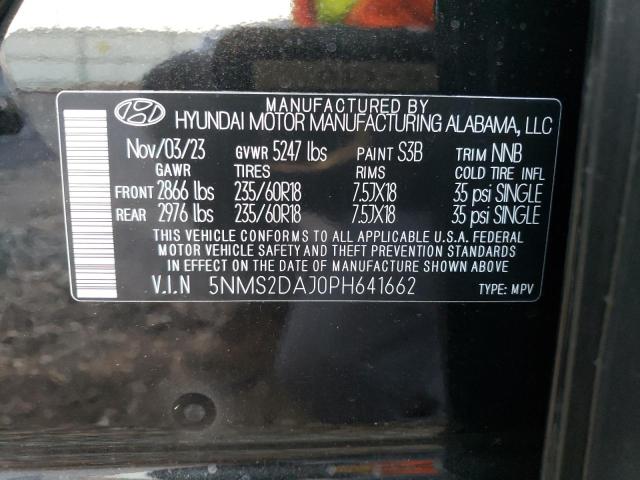 MANUFACTURED BY
HYUNDAI MOTOR MANUFACTURING ALABAMA, LLC
Nov/03/23 GVWR 5247 lbs PAINT S3B TRIM NNB
GAWR TIRES RIMS COLD TIRE INFL
FRONT 2866 lbs 235/60R18 7.5JX18 35 psi SINGLE
REAR 2976 lbs 235/60R18 7.5JX18 35 psi SINGLE
THIS VEHICLE CONFORMS TO ALL APPLICABLE U.S.A. FEDERAL
MOTOR VEHICLE SAFETY AND THEFT PREVENTION STANDARDS
IN EFFECT ON THE DATE OF MANUFACTURE SHOWN ABOVE.
V.I.N 5NMS2DAJ0PH641662 TYPE: MPV